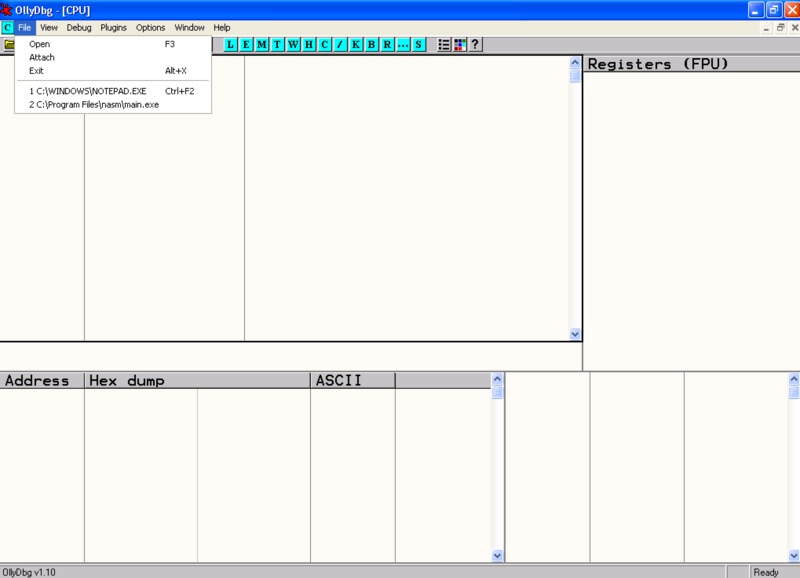 OllyDbg - [CPU]
C File View Debug Plugins Options Window Help
L E M T W H C / K B R ... S ?
Open F3
Attach
Exit Alt+X
1 C:\WINDOWS\NOTEPAD.EXE Ctrl+F2
2 C:\Program Files\nasm\main.exe
Registers (FPU)
Address Hex dump ASCII
OllyDbg v1.10 Ready